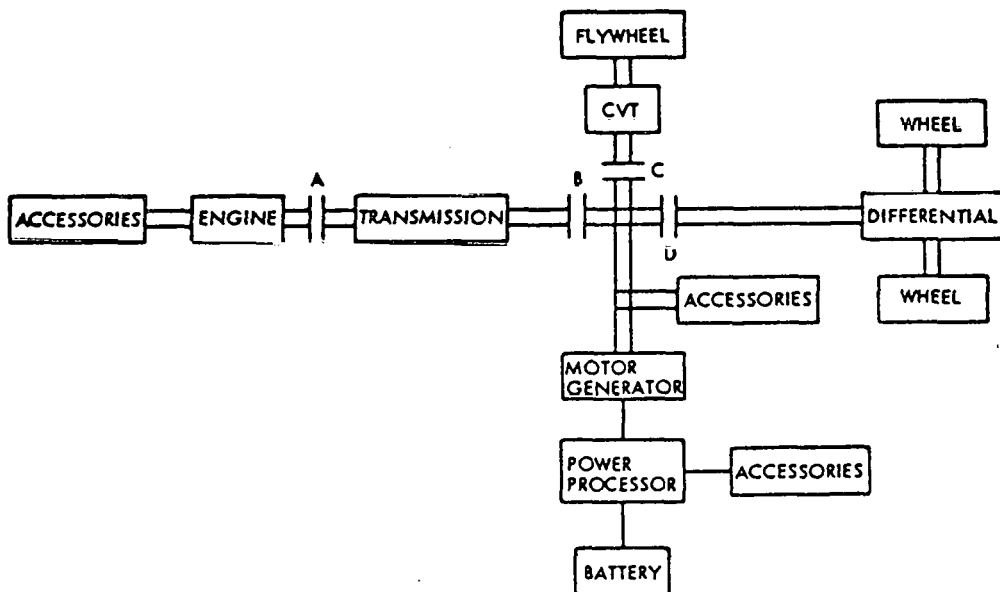 FLYWHEEL
CVT
WHEEL
A
B
C
ACCESSORIES
ENGINE
TRANSMISSION
DIFFERENTIAL
D
ACCESSORIES
WHEEL
MOTOR
GENERATOR
POWER
PROCESSOR
ACCESSORIES
BATTERY